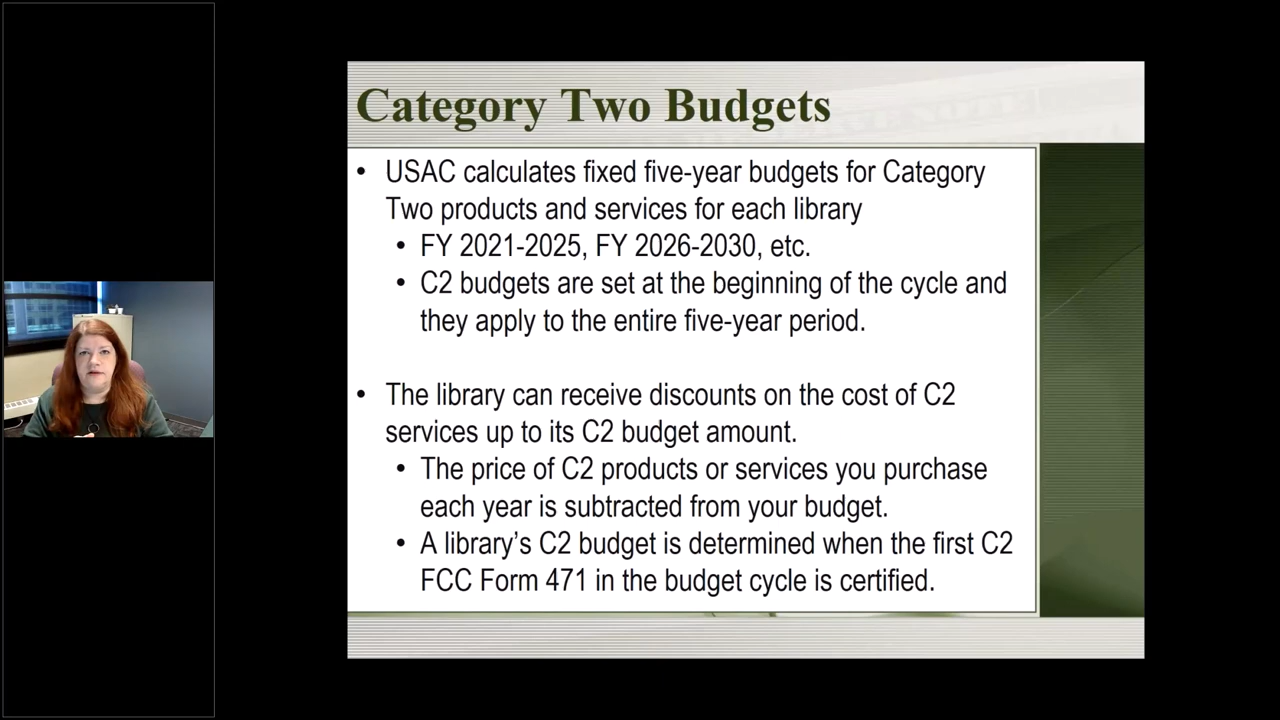 Category Two Budgets
• USAC calculates fixed five-year budgets for Category
Two products and services for each library
• FY 2021-2025, FY 2026-2030, etc.
• C2 budgets are set at the beginning of the cycle and
they apply to the entire five-year period.
• The library can receive discounts on the cost of C2
services up to its C2 budget amount.
• The price of C2 products or services you purchase
each year is subtracted from your budget.
• A library’s C2 budget is determined when the first C2
FCC Form 471 in the budget cycle is certified.